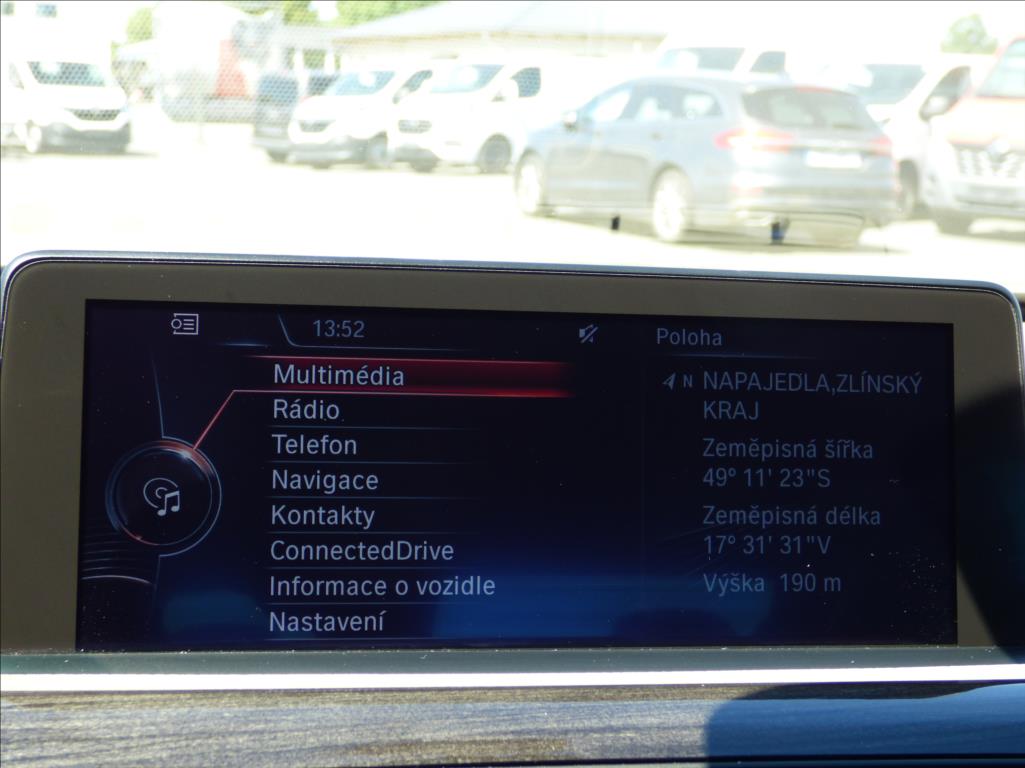 13:52
Poloha
Multimédia
Rádio
Telefon
Navigace
Kontakty
ConnectedDrive
Informace o vozidle
Nastavení
N NAPAJEDLA,ZLÍNSKÝ
KRAJ
Zeměpisná šířka
49° 11' 23"S
Zeměpisná délka
17° 31' 31"V
Výška 190 m